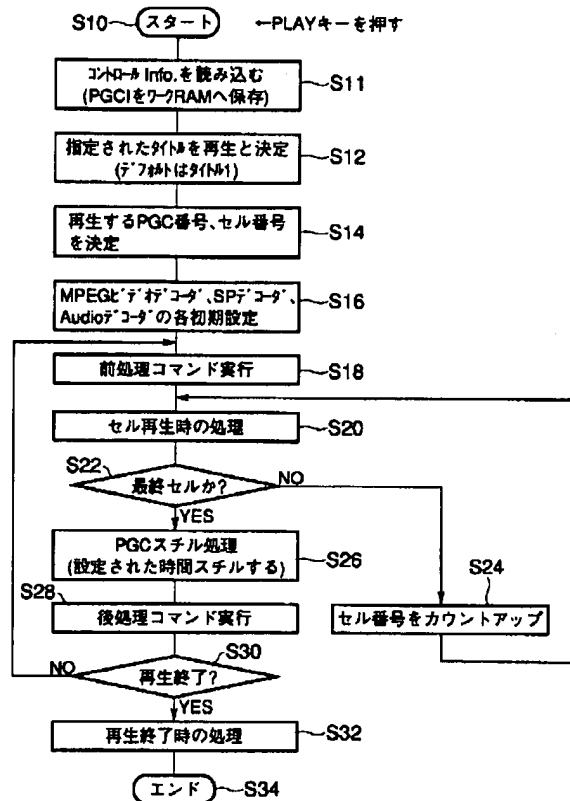 S10 スタート ←PLAYキーを押す
コントロール Info.を読み込む
(PGCIをワークRAMへ保存)
S11
指定されたタイトルを再生と決定
(デフォルトはタイトル1)
S12
再生するPGC番号、セル番号
を決定
S14
MPEGビデオデコーダ、SPデコーダ、
Audioデコーダの各初期設定
S16
前処理コマンド実行
S18
セル再生時の処理
S20
S22
最終セルか?
NO
YES
PGCスチル処理
(設定された時間スチルする)
S26
S24
セル番号をカウントアップ
S28
後処理コマンド実行
S30
再生終了?
NO
YES
再生終了時の処理
S32
エンド
S34